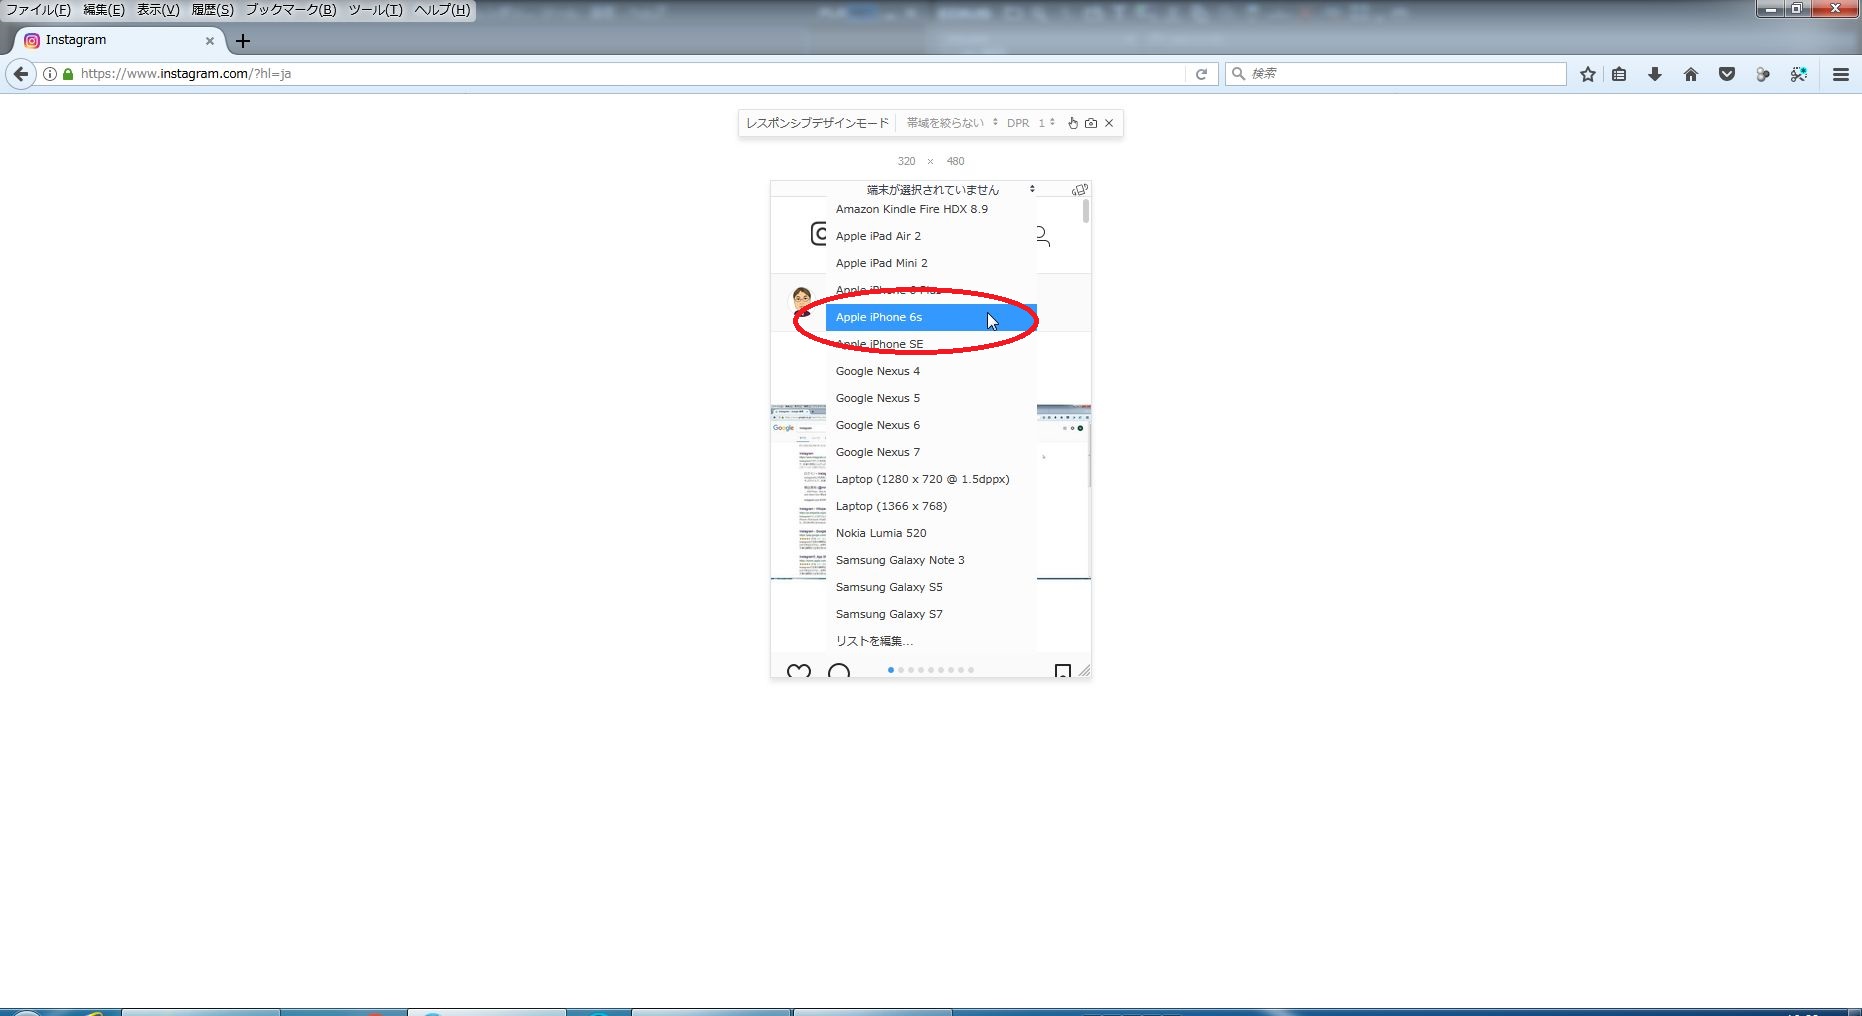 ファイル(F) 編集(E) 表示(V) 履歴(S) ブックマーク(B) ツール(T) ヘルプ(H)
Instagram
https://www.instagram.com/?hl=ja
検索
レスポンシブデザインモード 帯域を絞らない DPR 1
320 × 480
端末が選択されていません
Amazon Kindle Fire HDX 8.9
Apple iPad Air 2
Apple iPad Mini 2
Apple iPhone 6 Plus
Apple iPhone 6s
Apple iPhone SE
Google Nexus 4
Google Nexus 5
Google Nexus 6
Google Nexus 7
Laptop (1280 x 720 @ 1.5dppx)
Laptop (1366 x 768)
Nokia Lumia 520
Samsung Galaxy Note 3
Samsung Galaxy S5
Samsung Galaxy S7
リストを編集...
Google